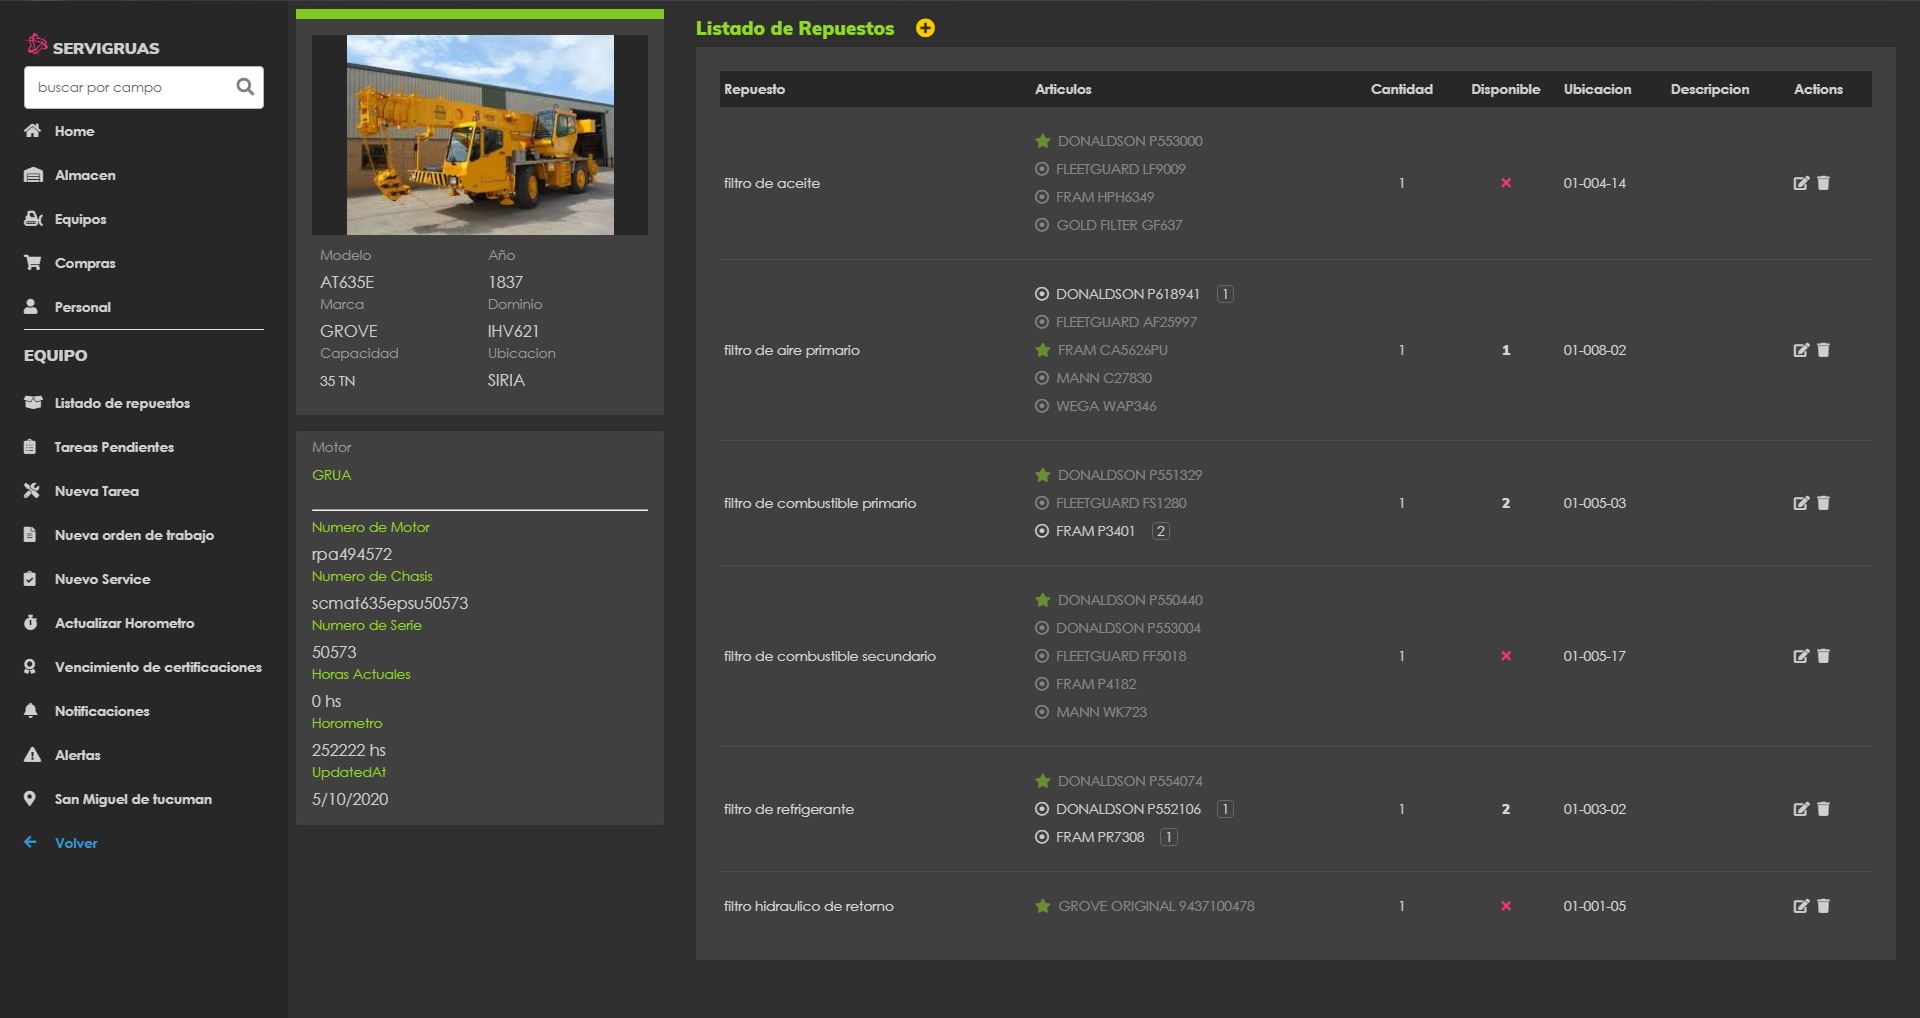 SERVIGRUAS
buscar por campo
Home
Almacen
Equipos
Compras
Personal
EQUIPO
Listado de repuestos
Tareas Pendientes
Nueva Tarea
Nueva orden de trabajo
Nuevo Service
Actualizar Horometro
Vencimiento de certificaciones
Notificaciones
Alertas
San Miguel de tucuman
Volver
Modelo Año
AT635E 1837
Marca Dominio
GROVE IHV621
Capacidad Ubicacion
35 TN SIRIA
Motor
GRUA
Numero de Motor
rpa494572
Numero de Chasis
scmat635epsu50573
Numero de Serie
50573
Horas Actuales
0 hs
Horometro
252222 hs
UpdatedAt
5/10/2020
Listado de Repuestos
Repuesto Articulos Cantidad Disponible Ubicacion Descripcion Actions
DONALDSON P553000
FLEETGUARD LF9009
filtro de aceite 1 01-004-14
FRAM HPH6349
GOLD FILTER GF637
DONALDSON P618941 1
FLEETGUARD AF25997
filtro de aire primario FRAM CA5626PU 1 1 01-008-02
MANN C27830
WEGA WAP346
DONALDSON P551329
filtro de combustible primario FLEETGUARD FS1280 1 2 01-005-03
FRAM P3401 2
DONALDSON P550440
DONALDSON P553004
filtro de combustible secundario FLEETGUARD FF5018 1 01-005-17
FRAM P4182
MANN WK723
DONALDSON P554074
filtro de refrigerante DONALDSON P552106 1 1 2 01-003-02
FRAM PR7308 1
filtro hidraulico de retorno GROVE ORIGINAL 9437100478 1 01-001-05